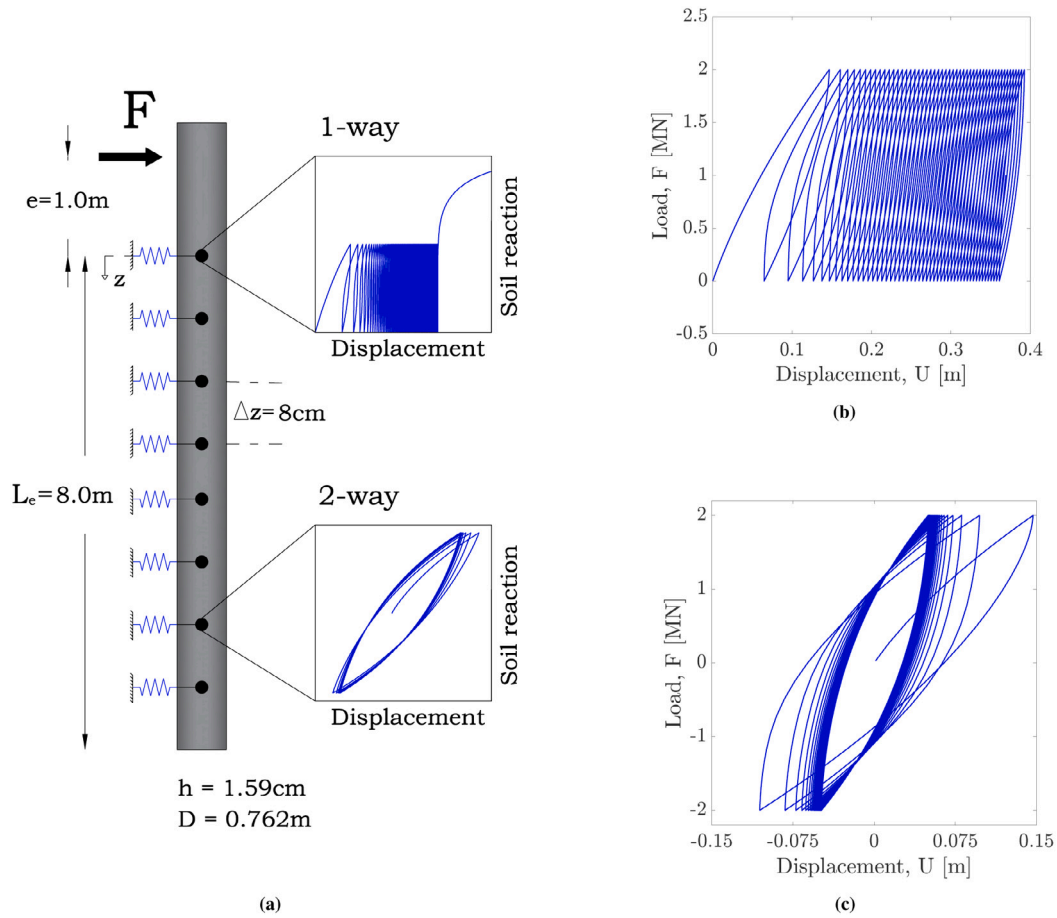 F
e=1.0m
z
1-way
Soil reaction
Displacement
Δz=8cm
Le=8.0m
2-way
Soil reaction
Displacement
h = 1.59cm
D = 0.762m
(a)
Load, F [MN]
2.5
2
1.5
1
0.5
0
-0.5
0 0.1 0.2 0.3 0.4
Displacement, U [m]
(b)
Load, F [MN]
2
1
0
-1
-2
-0.15 -0.075 0 0.075 0.15
Displacement, U [m]
(c)